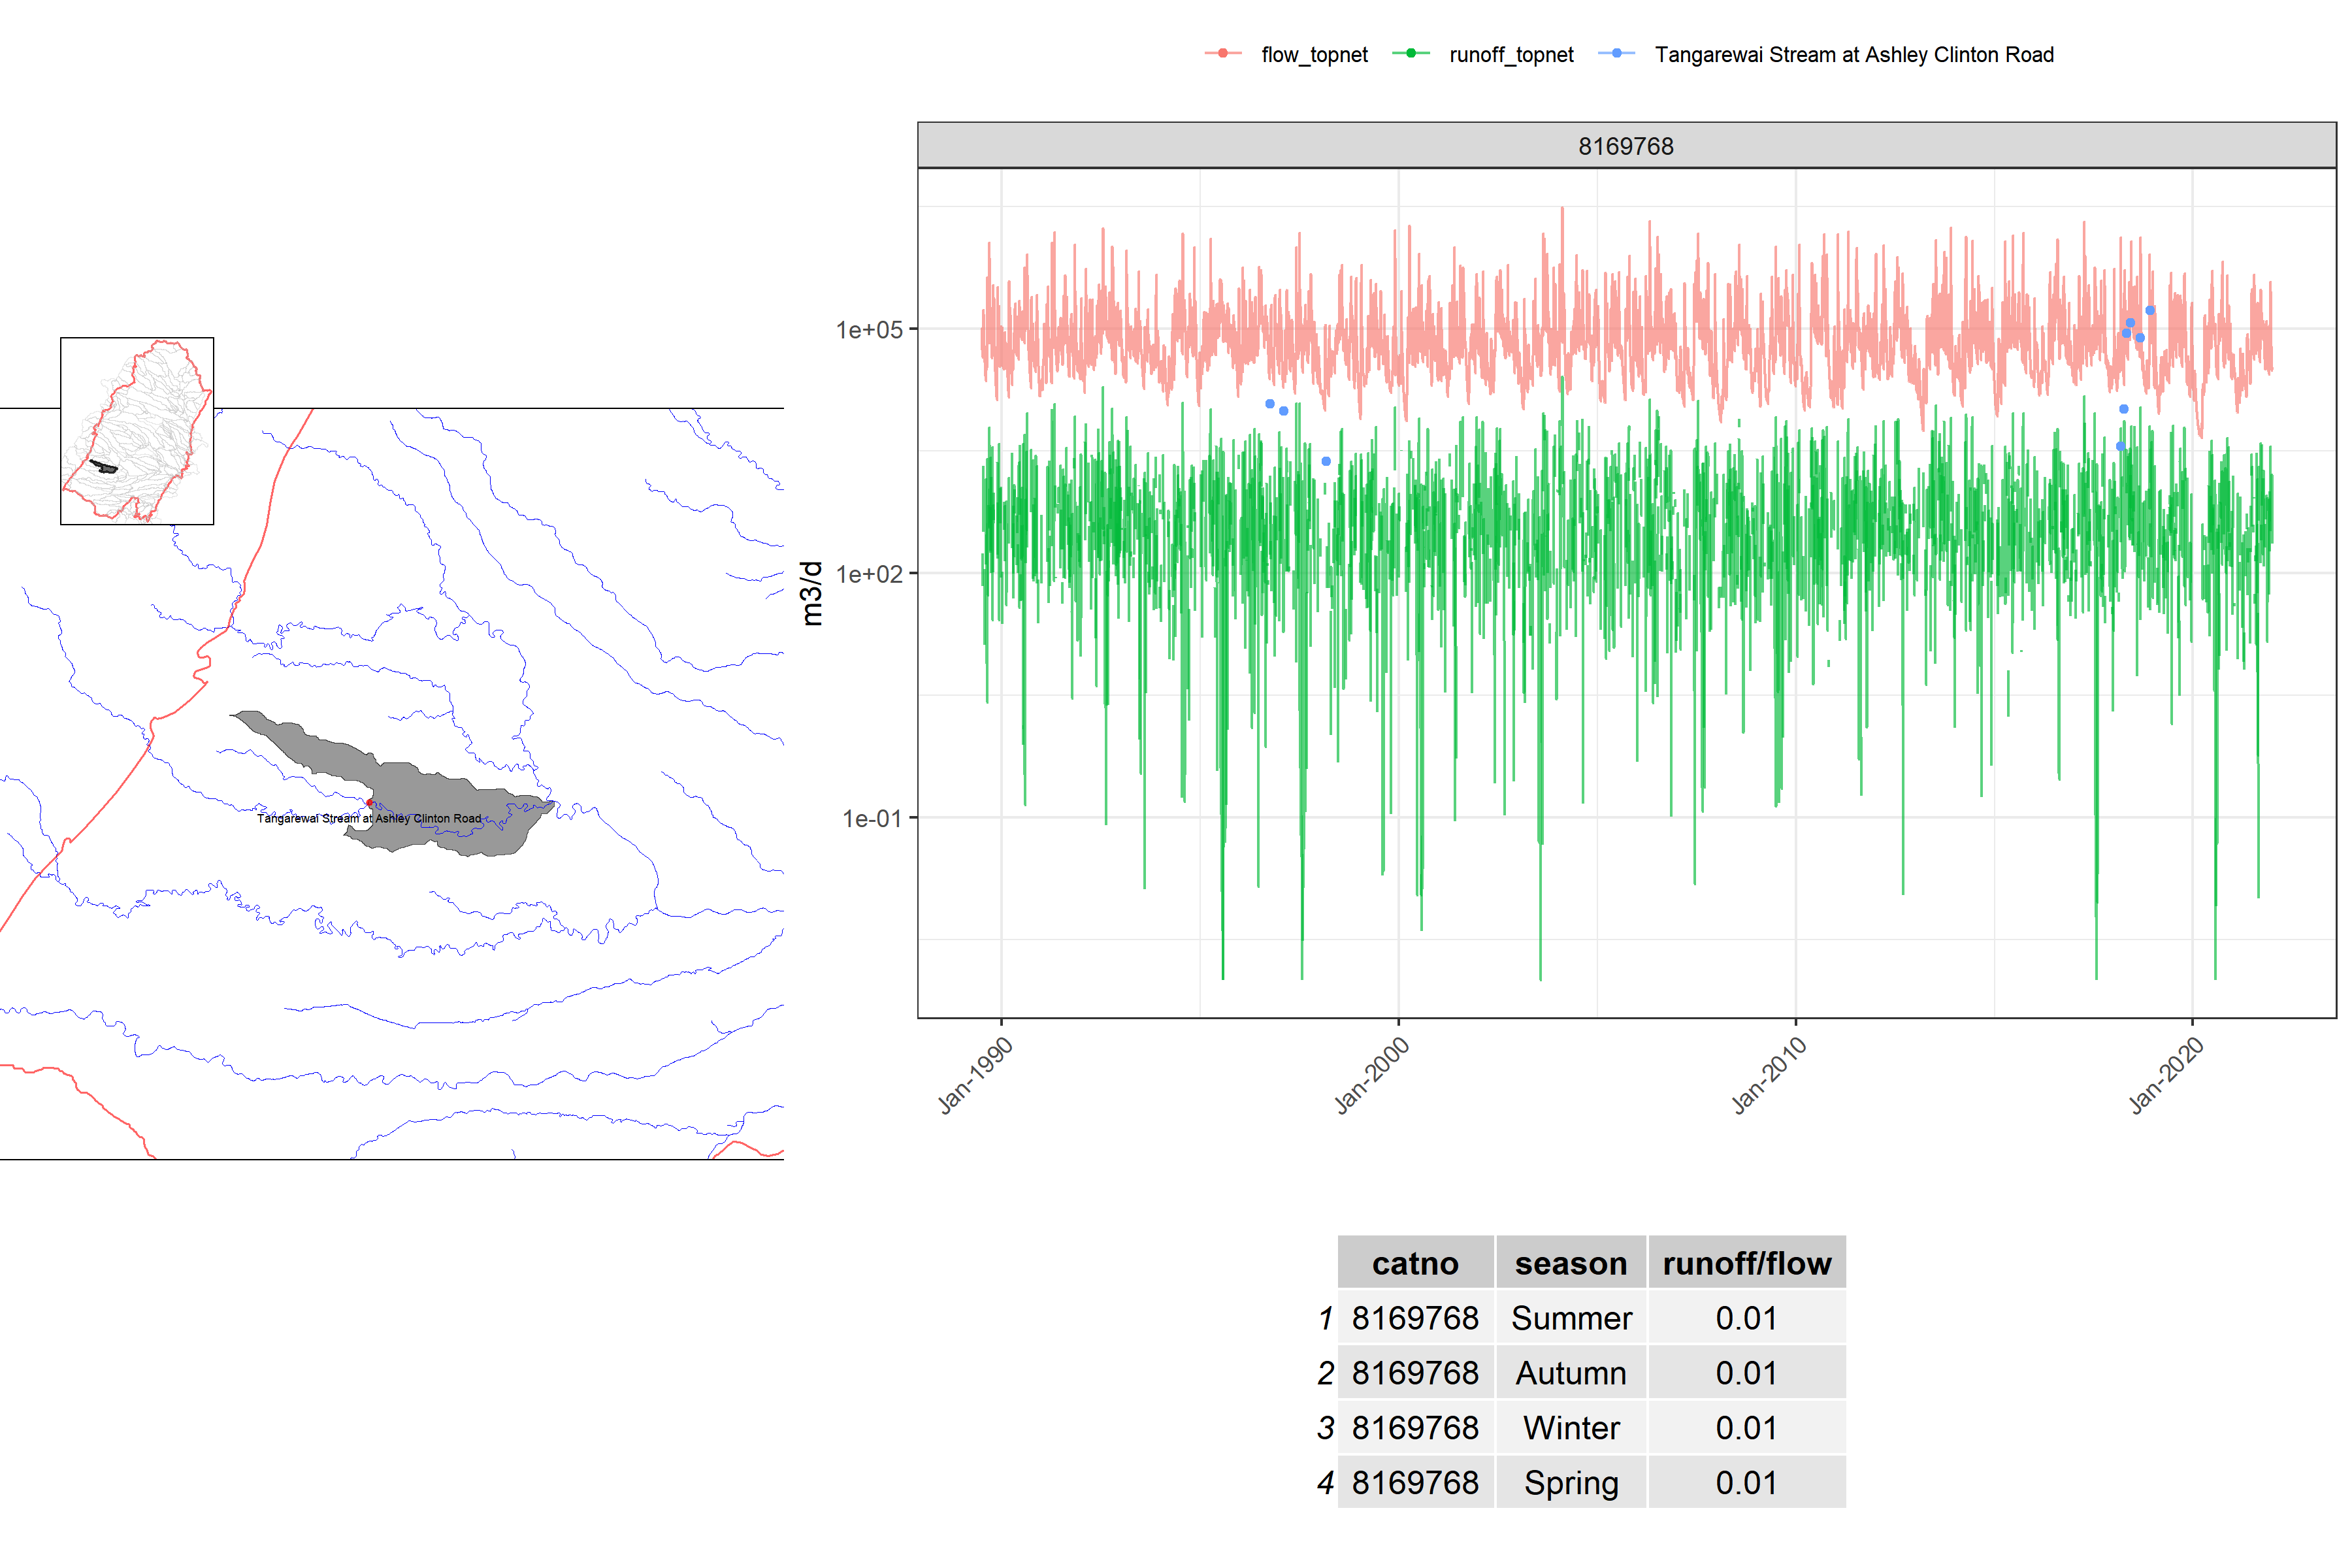 flow_topnet runoff_topnet Tangarewai Stream at Ashley Clinton Road
8169768
1e+05
1e+02
1e-01
m3/d
Jan-1990 Jan-2000 Jan-2010 Jan-2020
Tangarewai Stream at Ashley Clinton Road
catno season runoff/flow
1 8169768 Summer 0.01
2 8169768 Autumn 0.01
3 8169768 Winter 0.01
4 8169768 Spring 0.01